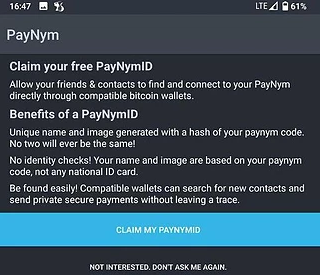 16:47 LTE 61%
PayNym
Claim your free PayNymID
Allow your friends & contacts to find and connect to your PayNym
directly through compatible bitcoin wallets.
Benefits of a PayNymID
Unique name and image generated with a hash of your paynym code.
No two will ever be the same!
No identity checks! Your name and image are based on your paynym
code, not any national ID card.
Be found easily! Compatible wallets can search for new contacts and
send private secure payments without leaving a trace.
CLAIM MY PAYNYMID
NOT INTERESTED. DON'T ASK ME AGAIN.